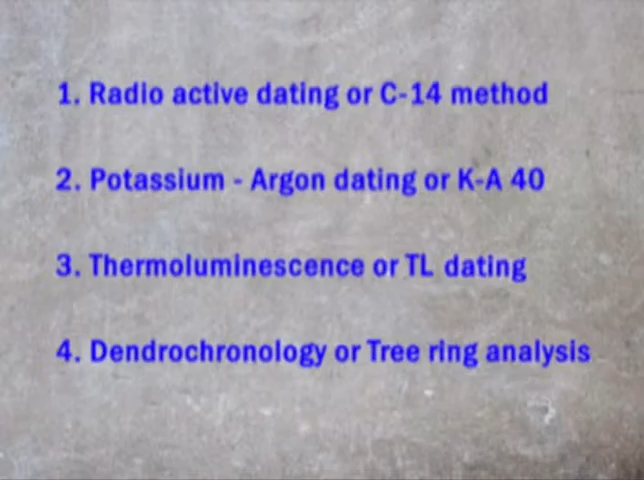 1. Radio active dating or C-14 method
2. Potassium - Argon dating or K-A 40
3. Thermoluminescence or TL dating
4. Dendrochronology or Tree ring analysis